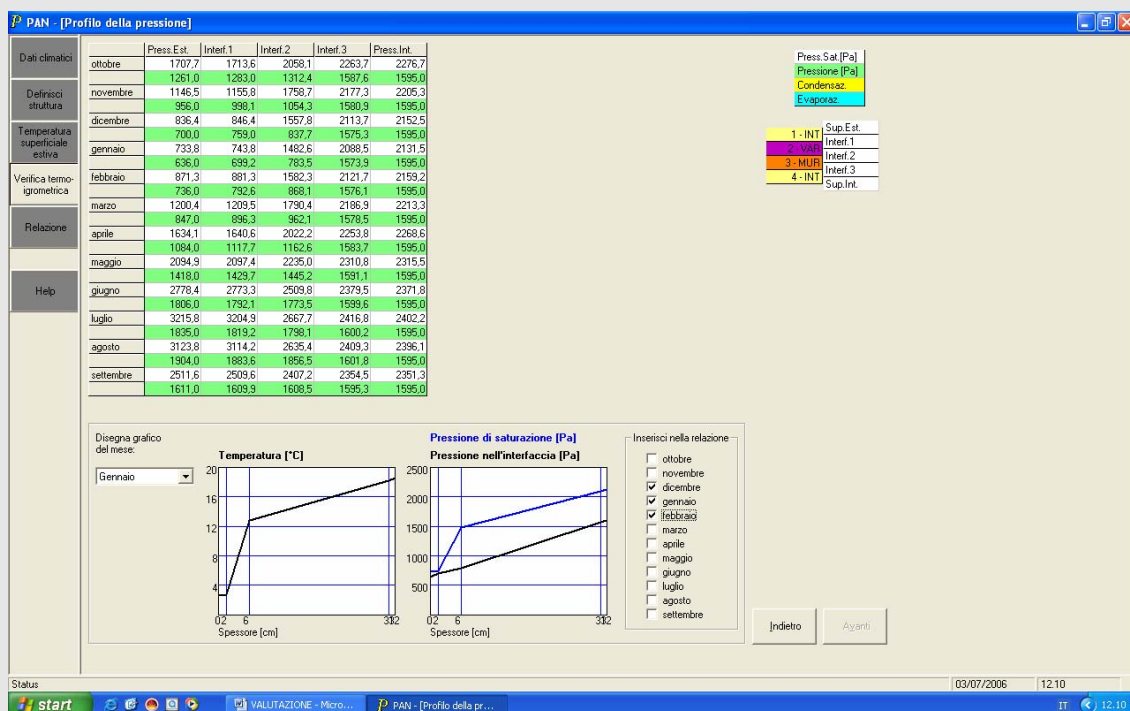 PAN - [Profilo della pressione]
Dati climatici
Definisci
struttura
Temperatura
superficiale
estiva
Verifica termo-
igrometrica
Relazione
Help
Press.Est. Interf.1 Interf.2 Interf.3 Press.Int.
ottobre 1707,7 1713,6 2058,1 2263,7 2276,7
1261,0 1283,0 1312,4 1587,6 1595,0
novembre 1146,5 1155,8 1758,7 2177,3 2205,3
956,0 998,1 1054,3 1580,9 1595,0
dicembre 836,4 846,4 1557,8 2113,7 2152,5
700,0 759,0 837,7 1575,3 1595,0
gennaio 733,8 743,8 1482,6 2088,5 2131,5
636,0 699,2 783,5 1573,9 1595,0
febbraio 871,3 881,3 1582,3 2121,7 2159,2
736,0 792,6 868,1 1576,1 1595,0
marzo 1200,4 1209,5 1790,4 2186,9 2213,3
847,0 896,3 962,1 1578,5 1595,0
aprile 1634,1 1640,6 2022,2 2253,8 2268,6
1084,0 1117,7 1162,6 1583,7 1595,0
maggio 2094,9 2097,4 2235,0 2310,8 2315,5
1418,0 1429,7 1445,2 1591,1 1595,0
giugno 2778,4 2773,3 2509,8 2379,5 2371,8
1806,0 1792,1 1773,5 1599,6 1595,0
luglio 3215,8 3204,9 2667,7 2416,8 2402,2
1835,0 1819,2 1798,1 1600,2 1595,0
agosto 3123,8 3114,2 2635,4 2409,3 2396,1
1904,0 1883,6 1856,5 1601,8 1595,0
settembre 2511,6 2509,6 2407,2 2354,5 2351,3
1611,0 1609,9 1608,5 1595,3 1595,0
Press.Sat.[Pa]
Pressione [Pa]
Condensaz.
Evaporaz.
Sup.Est.
1 - INT
Interf.1
2 - VAR
Interf.2
3 - MUR
Interf.3
4 - INT
Sup.Int.
Disegna grafico
del mese:
Gennaio
Temperatura [°C]
20
16
12
8
4
02 6 3132
Spessore [cm]
Pressione di saturazione [Pa]
Pressione nell'interfaccia [Pa]
2500
2000
1500
1000
500
02 6 3132
Spessore [cm]
Inserisci nella relazione
ottobre
novembre
dicembre
gennaio
febbraio
marzo
aprile
maggio
giugno
luglio
agosto
settembre
Indietro
Avanti
Status 03/07/2006 12.10
start VALUTAZIONE - Micro... PAN - [Profilo della pr... IT 12.10